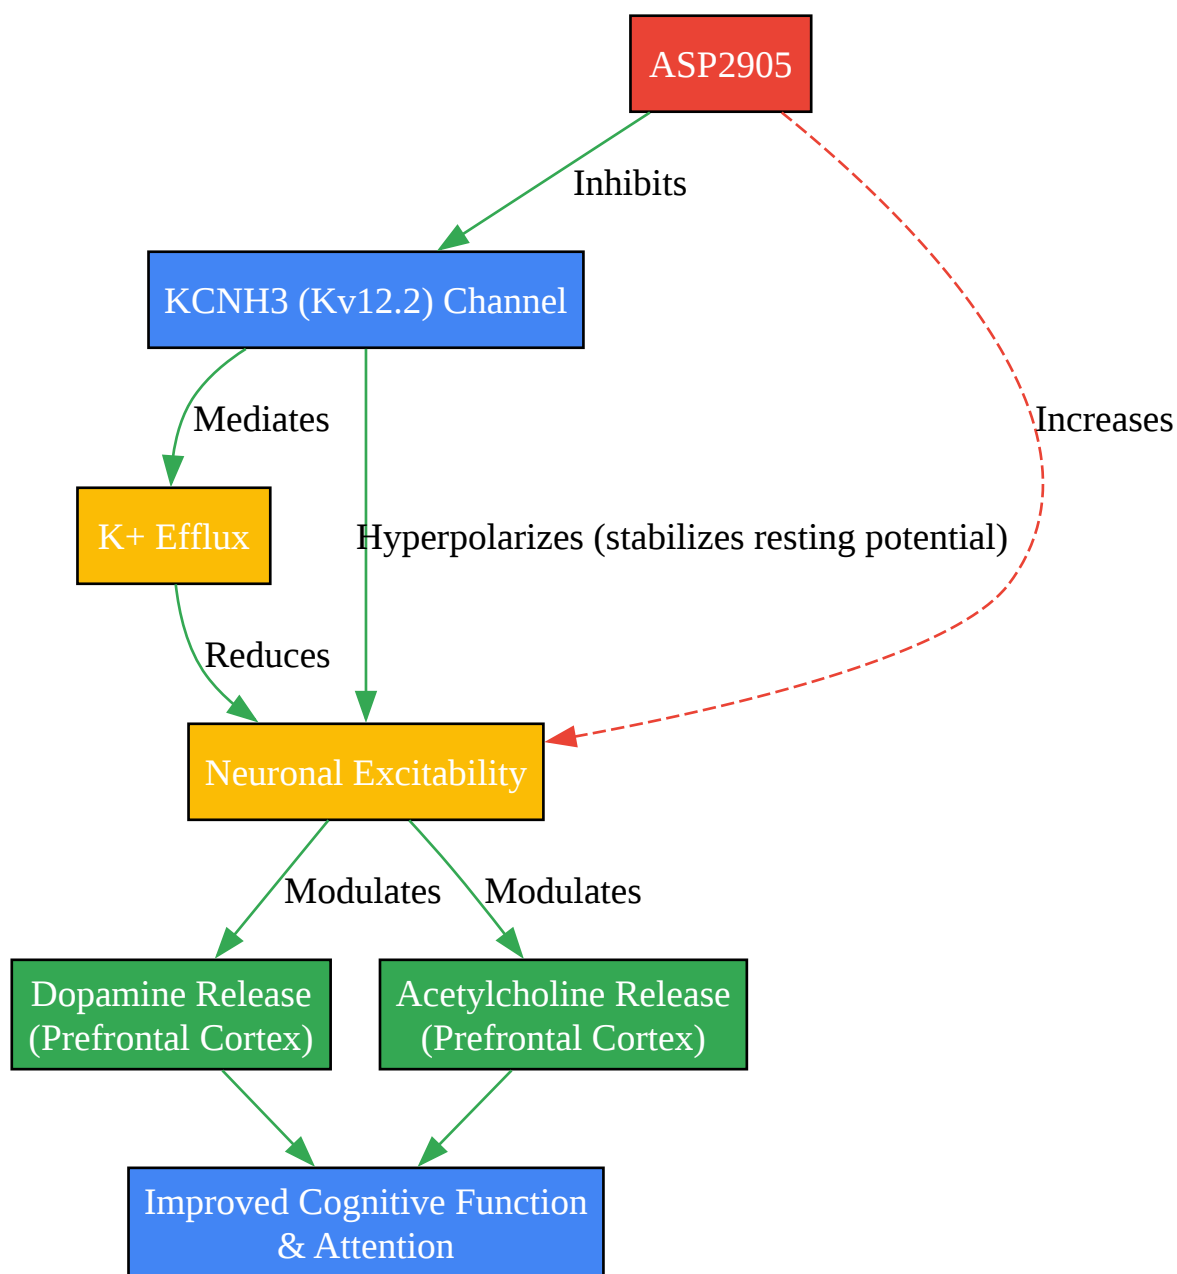 ASP2905
Inhibits
KCNH3 (Kv12.2) Channel
Mediates
Increases
K+ Efflux
Hyperpolarizes (stabilizes resting potential)
Reduces
Neuronal Excitability
Modulates
Modulates
Dopamine Release
(Prefrontal Cortex)
Acetylcholine Release
(Prefrontal Cortex)
Improved Cognitive Function
& Attention